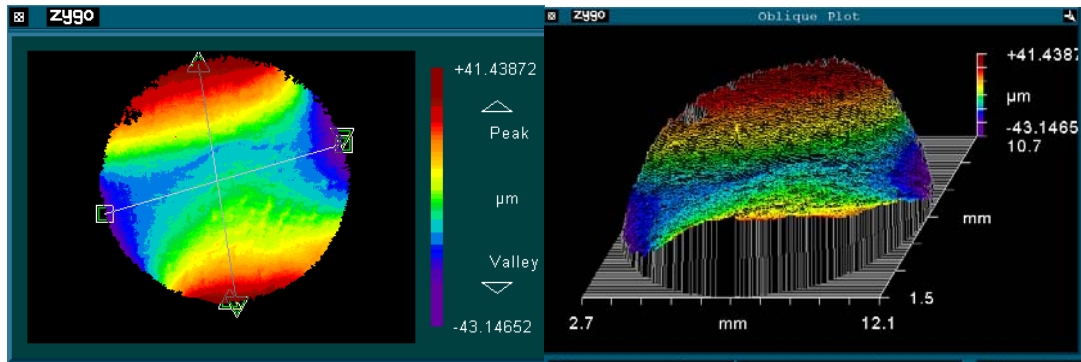 zygo
+41.43872
Peak
µm
Valley
-43.14652
zygo
Oblique Plot
+41.4387
µm
-43.1465
10.7
mm
1.5
2.7
mm
12.1